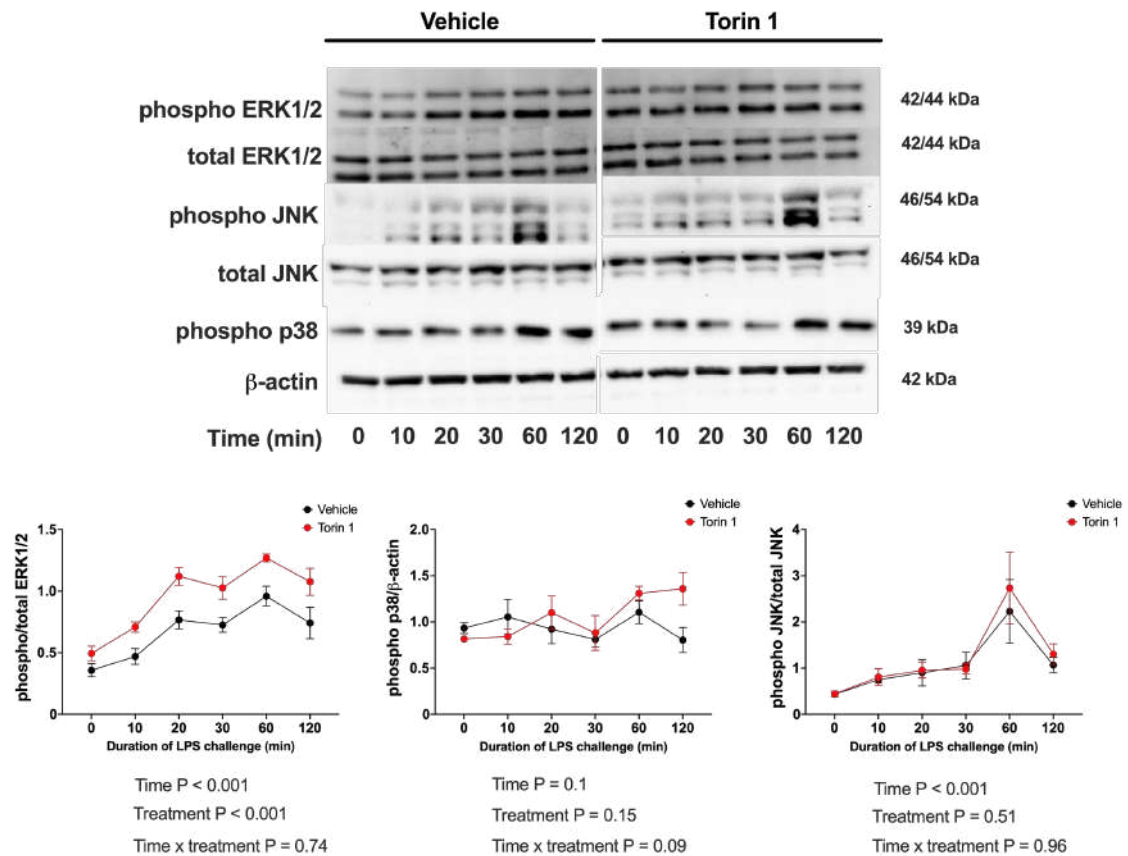 Vehicle Torin 1
phospho ERK1/2 42/44 kDa
total ERK1/2 42/44 kDa
phospho JNK 46/54 kDa
total JNK 46/54 kDa
phospho p38 39 kDa
β-actin 42 kDa
Time (min) 0 10 20 30 60 120 0 10 20 30 60 120
Vehicle
Torin 1
phospho/total ERK1/2
1.5
1.0
0.5
0
0 10 20 30 60 120
Duration of LPS challenge (min)
Time P < 0.001
Treatment P < 0.001
Time x treatment P = 0.74
Vehicle
Torin 1
phospho p38/β-actin
2.0
1.5
1.0
0.5
0
0 10 20 30 60 120
Duration of LPS challenge (min)
Time P = 0.1
Treatment P = 0.15
Time x treatment P = 0.09
Vehicle
Torin 1
phospho JNK/total JNK
4
3
2
1
0
0 10 20 30 60 120
Duration of LPS challenge (min)
Time P < 0.001
Treatment P = 0.51
Time x treatment P = 0.96